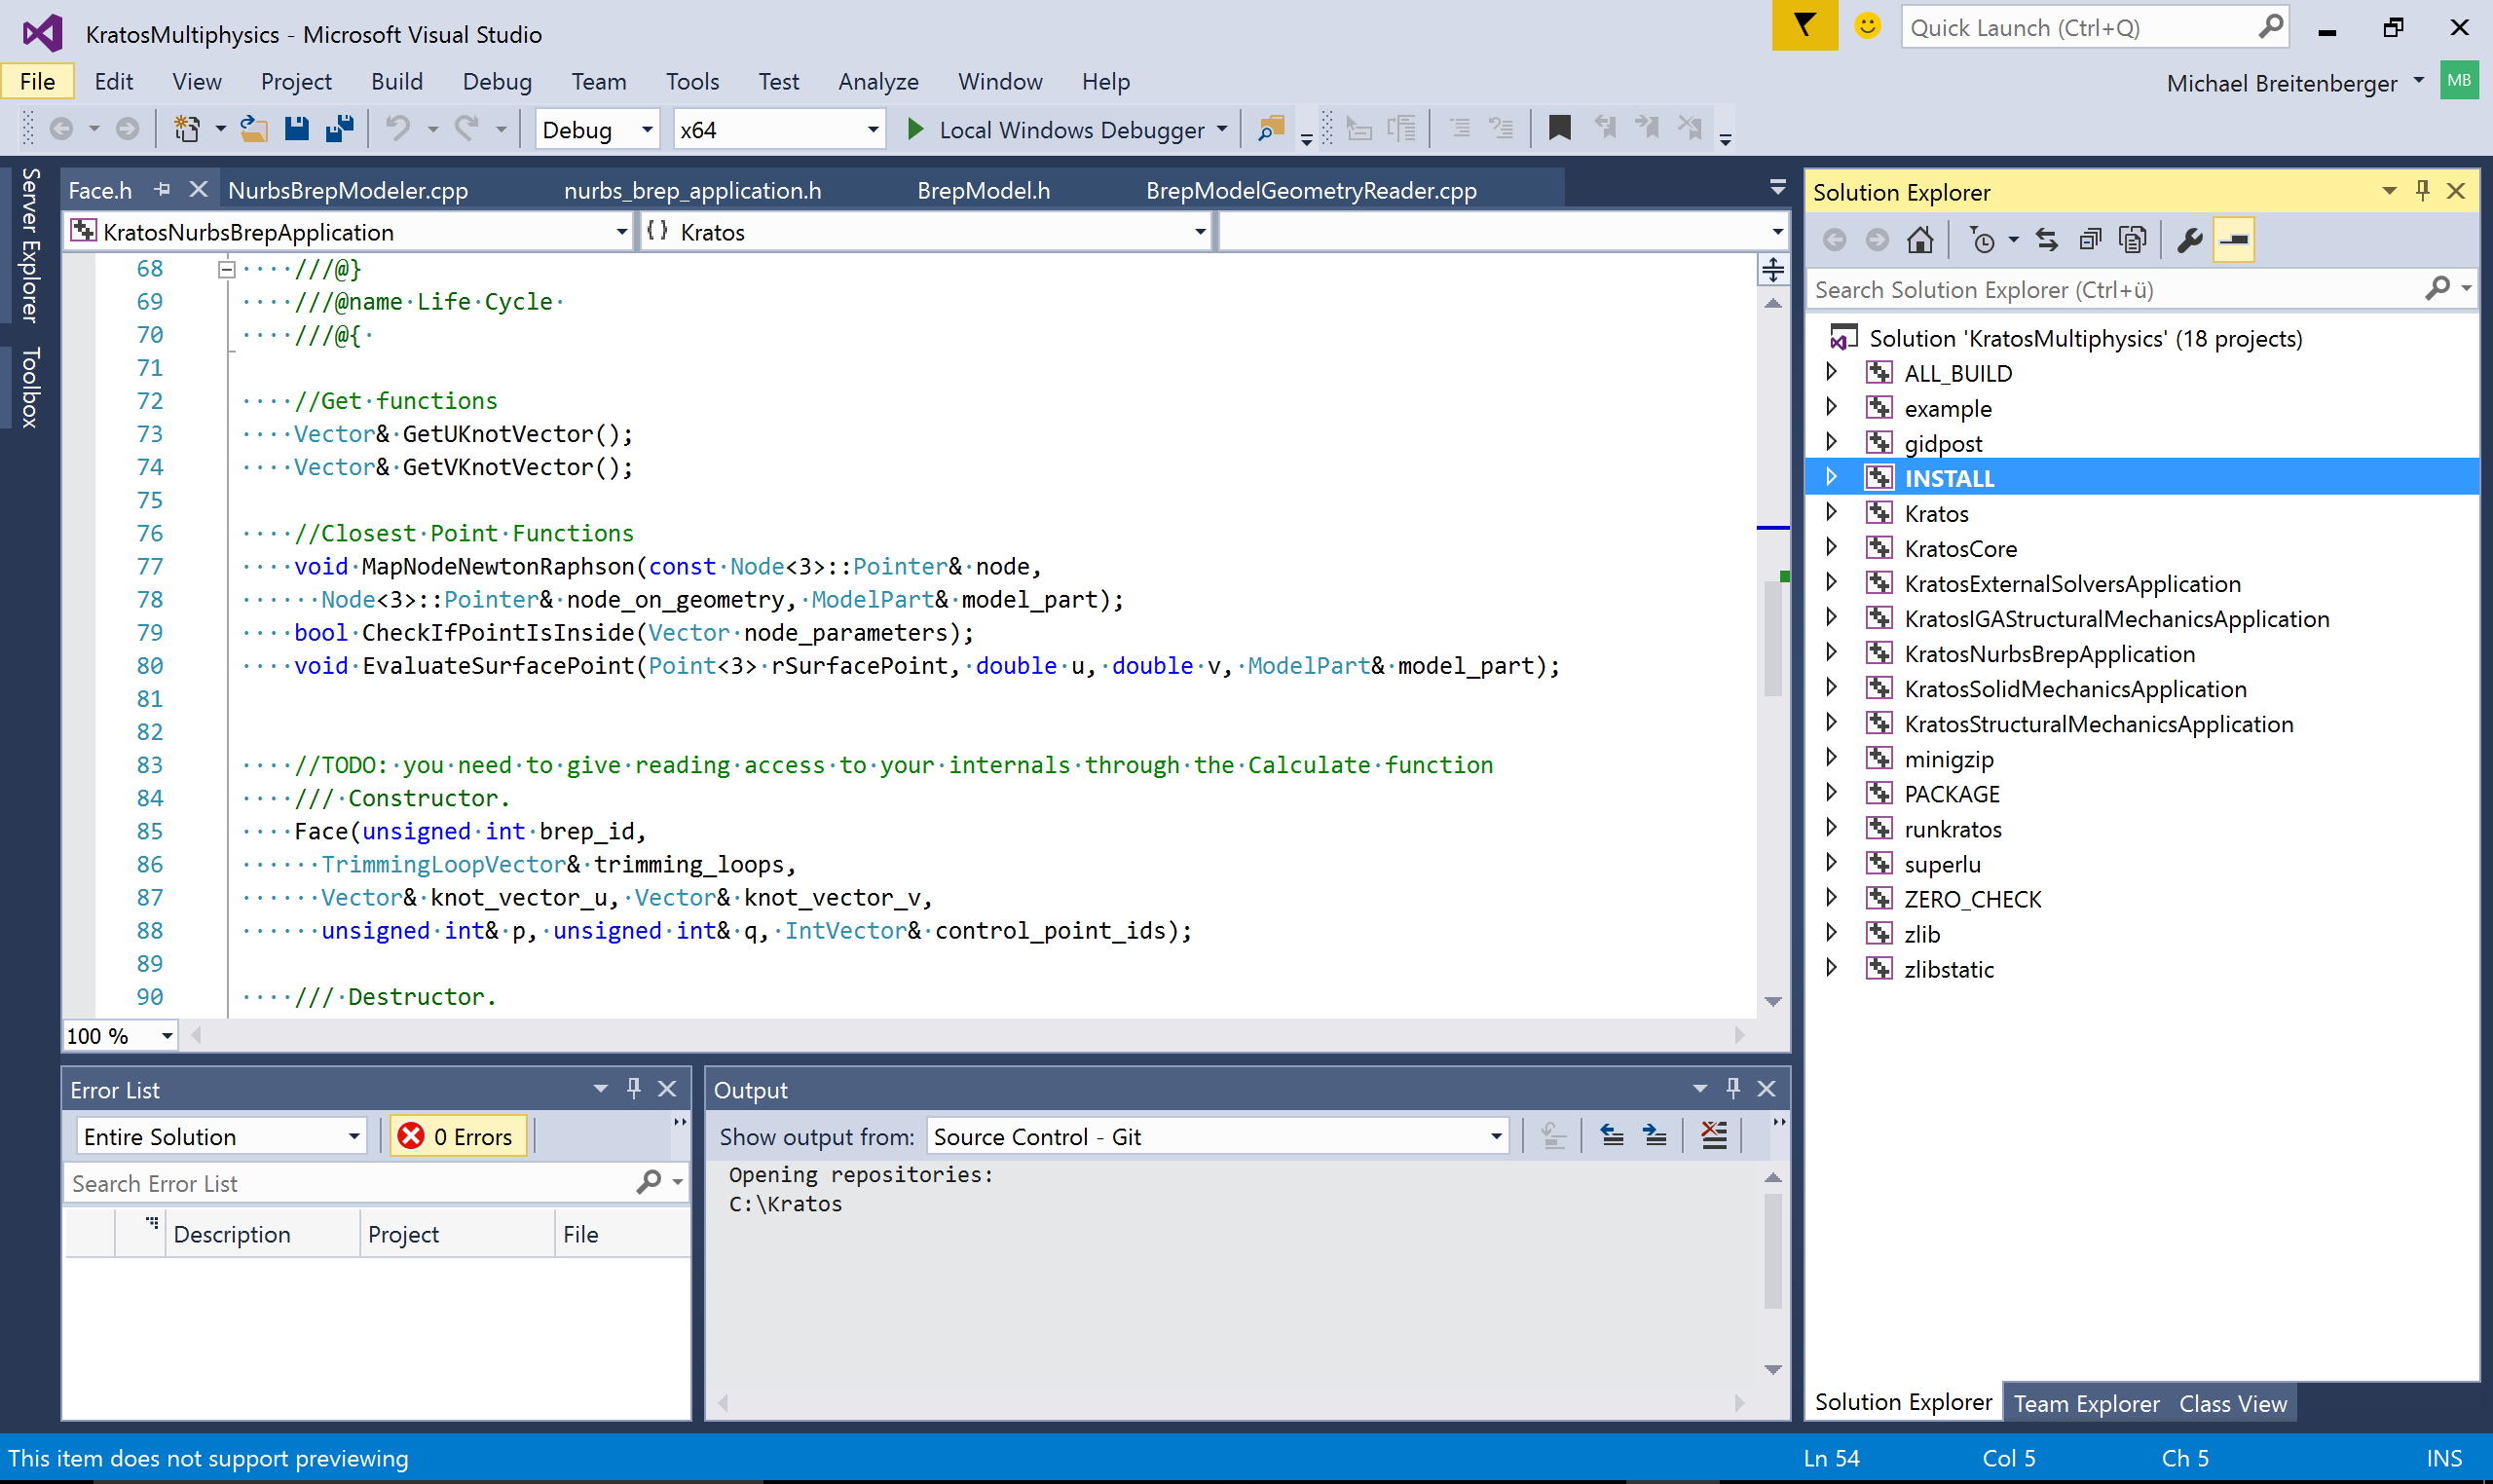 KratosMultiphysics - Microsoft Visual Studio
Quick Launch (Ctrl+Q)
File Edit View Project Build Debug Team Tools Test Analyze Window Help
Michael Breitenberger
MB
Debug x64 Local Windows Debugger
Server Explorer
Toolbox
Face.h NurbsBrepModeler.cpp nurbs_brep_application.h BrepModel.h BrepModelGeometryReader.cpp
KratosNurbsBrepApplication {} Kratos
68 ····///@}
69 ····///@name·Life·Cycle·
70 ····///@{·
71
72 ····//Get·functions
73 ····Vector&·GetUKnotVector();
74 ····Vector&·GetVKnotVector();
75
76 ····//Closest·Point·Functions
77 ····void·MapNodeNewtonRaphson(const·Node<3>::Pointer&·node,
78 ······Node<3>::Pointer&·node_on_geometry,·ModelPart&·model_part);
79 ····bool·CheckIfPointIsInside(Vector·node_parameters);
80 ····void·EvaluateSurfacePoint(Point<3>·rSurfacePoint,·double·u,·double·v,·ModelPart&·model_part);
81
82
83 ····//TODO:·you·need·to·give·reading·access·to·your·internals·through·the·Calculate·function
84 ····///·Constructor.
85 ····Face(unsigned·int·brep_id,
86 ······TrimmingLoopVector&·trimming_loops,
87 ······Vector&·knot_vector_u,·Vector&·knot_vector_v,
88 ······unsigned·int&·p,·unsigned·int&·q,·IntVector&·control_point_ids);
89
90 ····///·Destructor.
100 %
Error List
Entire Solution 0 Errors
Search Error List
Description Project File
Output
Show output from: Source Control - Git
Opening repositories:
C:\Kratos
Solution Explorer
Search Solution Explorer (Ctrl+ü)
Solution 'KratosMultiphysics' (18 projects)
ALL_BUILD
example
gidpost
INSTALL
Kratos
KratosCore
KratosExternalSolversApplication
KratosIGAStructuralMechanicsApplication
KratosNurbsBrepApplication
KratosSolidMechanicsApplication
KratosStructuralMechanicsApplication
minigzip
PACKAGE
runkratos
superlu
ZERO_CHECK
zlib
zlibstatic
Solution Explorer Team Explorer Class View
This item does not support previewing Ln 54 Col 5 Ch 5 INS